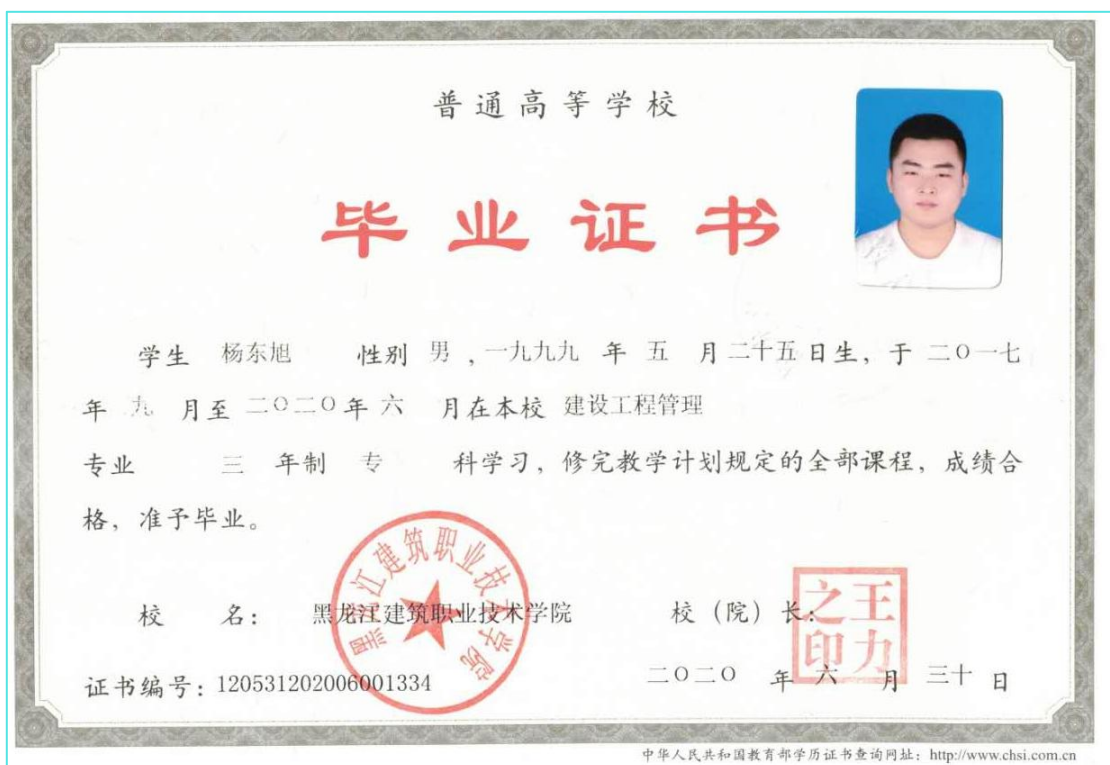 普通高等学校
毕业证书
学生 杨东旭 性别 男 ,一九九九 年 五 月二十五日生, 于 二〇一七
年 九 月至 二〇二〇年 六 月在本校 建设工程管理
专业 三 年制 专 科学习, 修完教学计划规定的全部课程, 成绩合
格, 准予毕业。
黑龙江建筑职业技术学院
校 名: 黑龙江建筑职业技术学院 校 (院) 长:
王力之印
证书编号: 120531202006001334 二〇二〇 年 六 月 三十 日
中华人民共和国教育部学历证书查询网址: http://www.chsi.com.cn